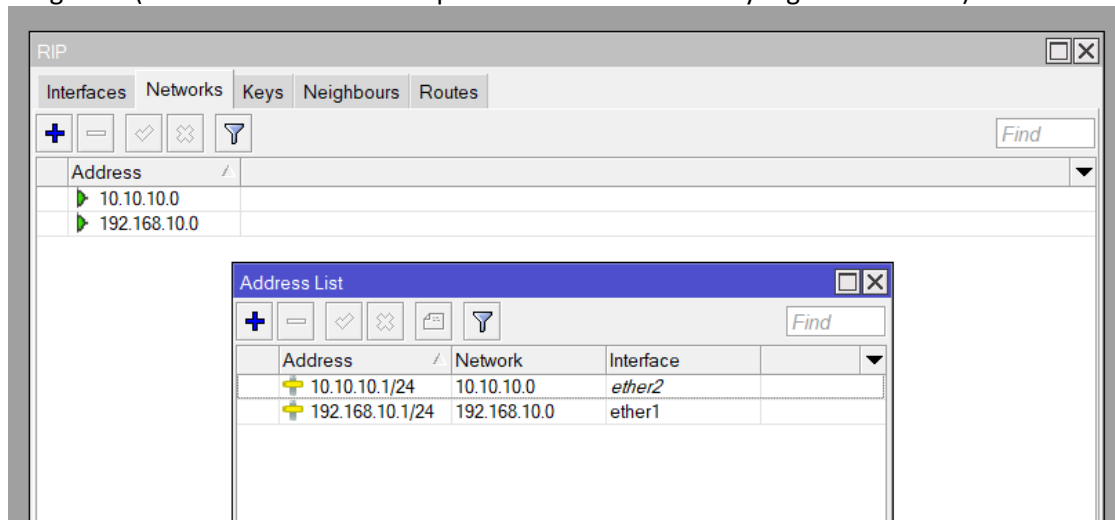 RIP
Interfaces Networks Keys Neighbours Routes
Find
Address
10.10.10.0
192.168.10.0
Address List
Find
Address Network Interface
10.10.10.1/24 10.10.10.0 ether2
192.168.10.1/24 192.168.10.0 ether1